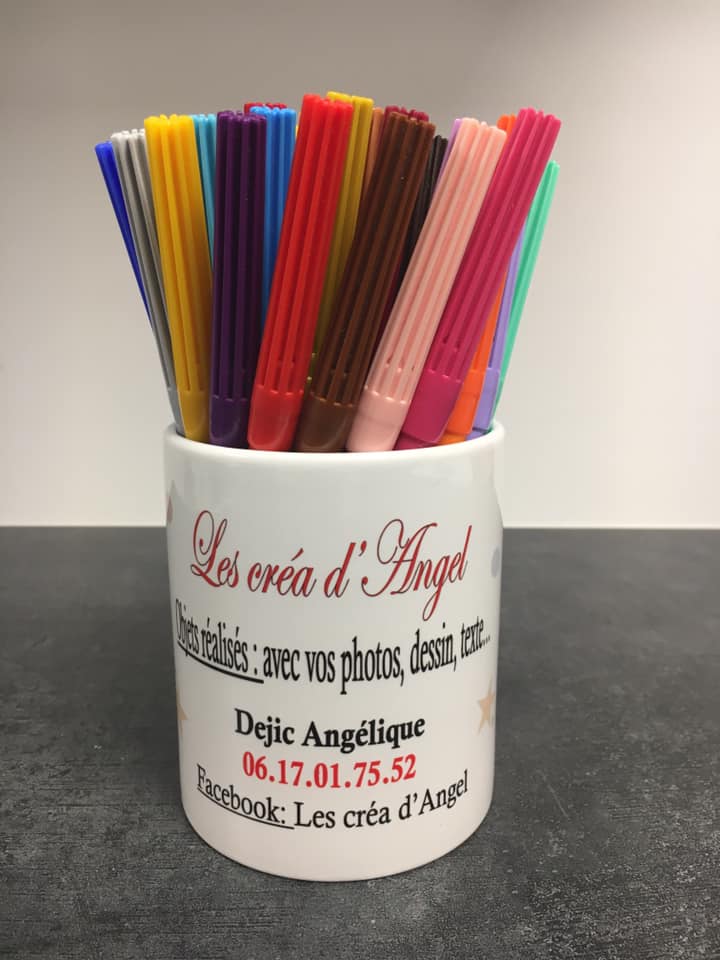 Les créa d'Angel
Objets réalisés : avec vos photos, dessin, texte...
Dejic Angélique
06.17.01.75.52
Facebook: Les créa d'Angel